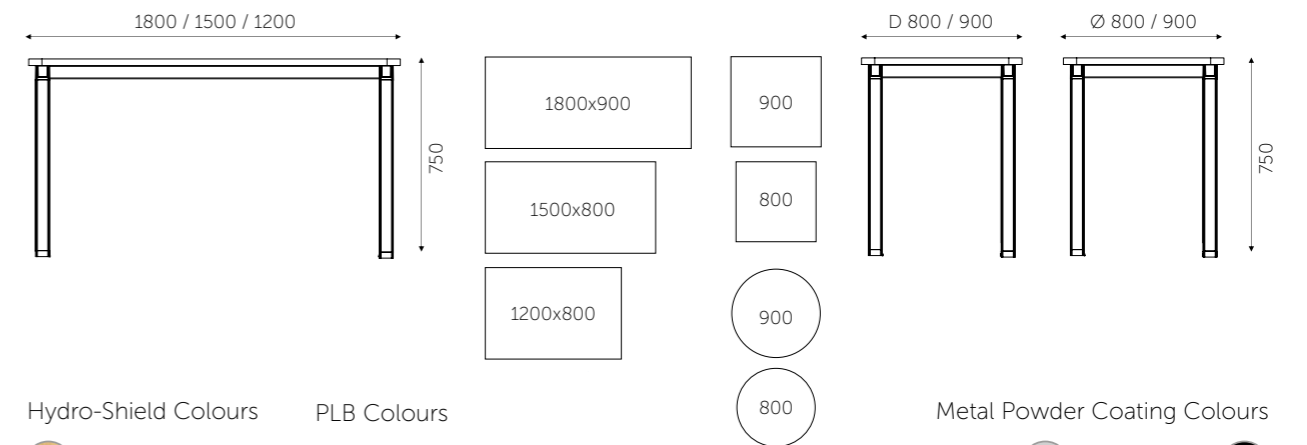 1800 / 1500 / 1200
750
1800x900
1500x800
1200x800
900
800
900
800
D 800 / 900
Ø 800 / 900
750
Hydro-Shield Colours
PLB Colours
Metal Powder Coating Colours